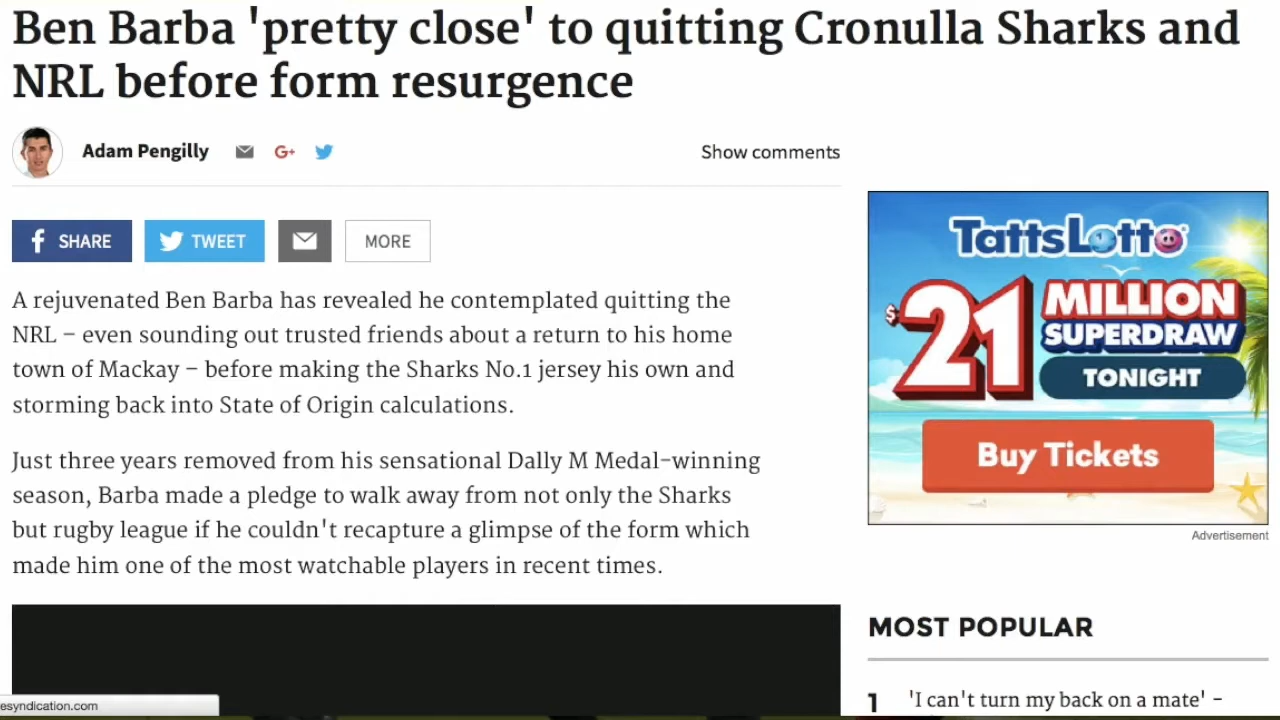 Ben Barba 'pretty close' to quitting Cronulla Sharks and
NRL before form resurgence
Adam Pengilly
G+
Show comments
f SHARE
TWEET
MORE
A rejuvenated Ben Barba has revealed he contemplated quitting the
NRL – even sounding out trusted friends about a return to his home
town of Mackay – before making the Sharks No.1 jersey his own and
storming back into State of Origin calculations.
Just three years removed from his sensational Dally M Medal-winning
season, Barba made a pledge to walk away from not only the Sharks
but rugby league if he couldn't recapture a glimpse of the form which
made him one of the most watchable players in recent times.
TattsLotto
$21 MILLION
SUPERDRAW
TONIGHT
Buy Tickets
Advertisement
MOST POPULAR
1 'I can't turn my back on a mate' –
esyndication.com